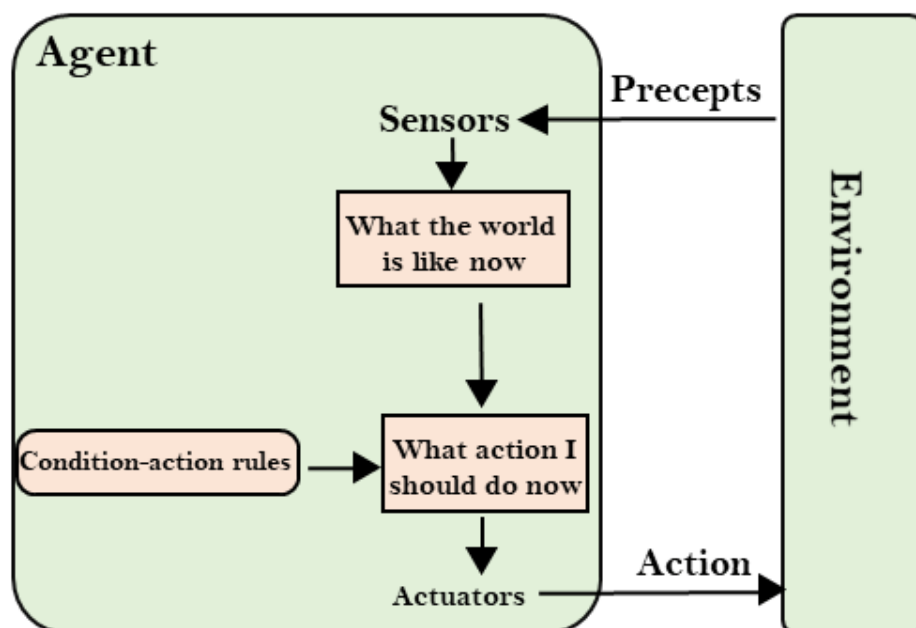 Agent
Precepts
Sensors
What the world
is like now
Environment
Condition-action rules
What action I
should do now
Action
Actuators